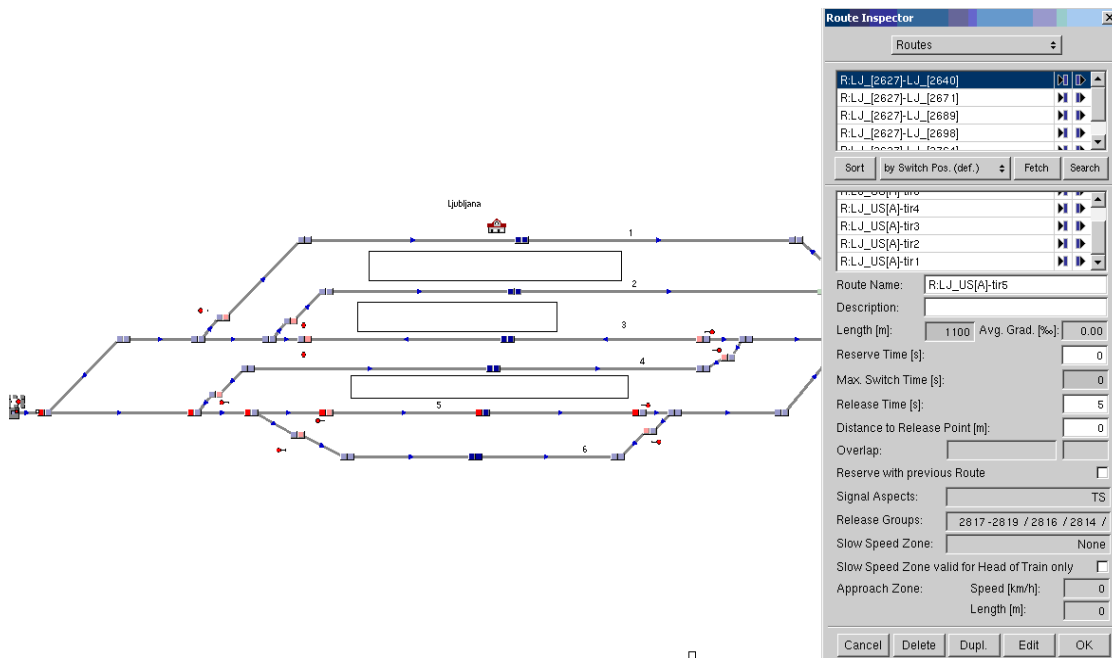 Route Inspector
Routes
R:LJ_[2627]-LJ_[2640]
R:LJ_[2627]-LJ_[2671]
R:LJ_[2627]-LJ_[2689]
R:LJ_[2627]-LJ_[2698]
Sort by Switch Pos. (def.) Fetch Search
R:LJ_US[A]-tir4
R:LJ_US[A]-tir3
R:LJ_US[A]-tir2
R:LJ_US[A]-tir1
Route Name: R:LJ_US[A]-tir5
Description:
Length [m]: 1100 Avg. Grad. [‰]: 0.00
Reserve Time [s]: 0
Max. Switch Time [s]: 0
Release Time [s]: 5
Distance to Release Point [m]: 0
Overlap:
Reserve with previous Route
Signal Aspects: TS
Release Groups: 2817-2819 / 2816 / 2814 /
Slow Speed Zone: None
Slow Speed Zone valid for Head of Train only
Approach Zone: Speed [km/h]: 0
Length [m]: 0
Cancel Delete Dupl. Edit OK
Ljubljana
1
2
3
4
5
6